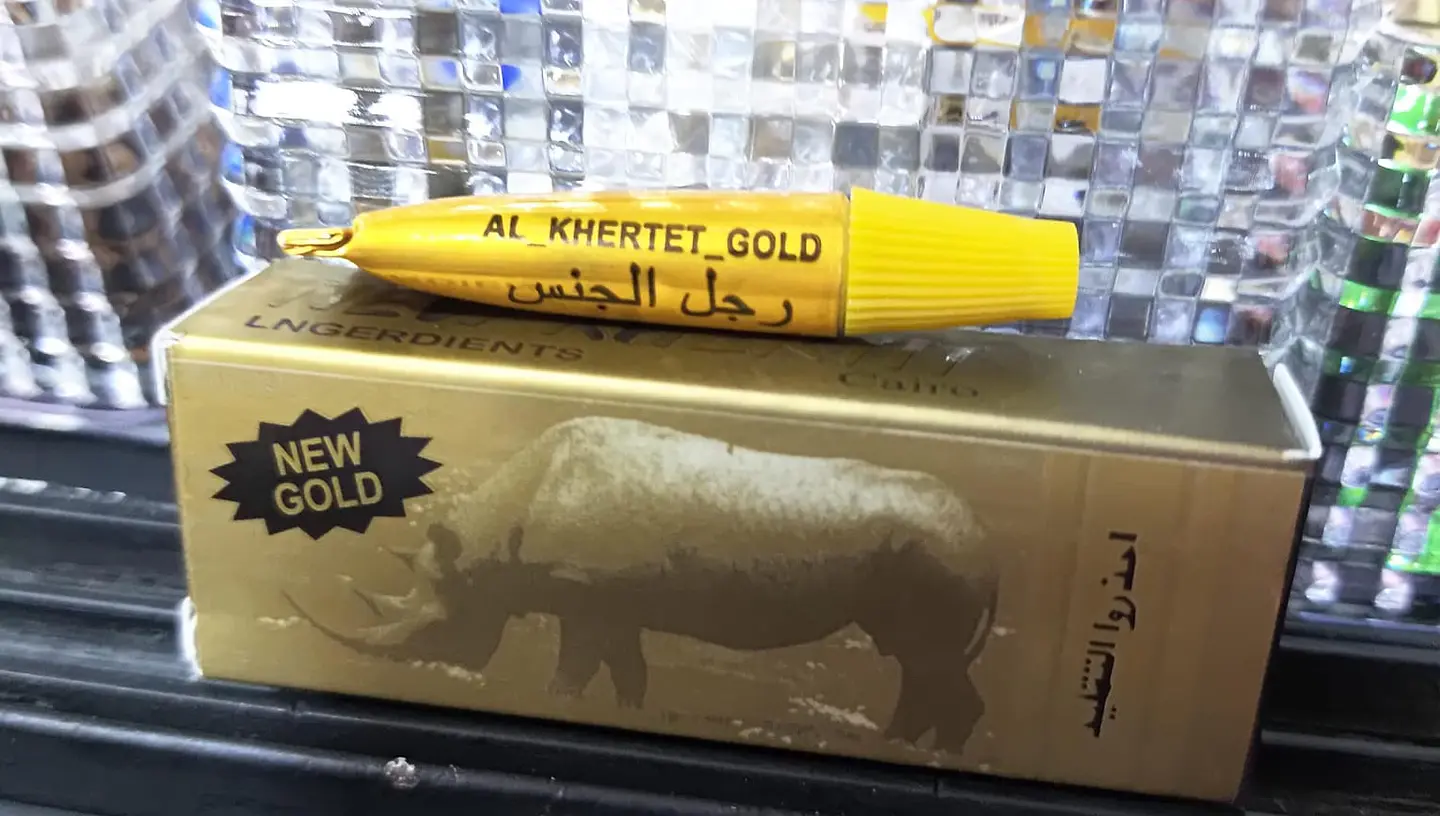 AL_KHERTET_GOLD
رجل الجنس
LNGERDIENTS
Cairo
NEW
GOLD
احذروا التقليد